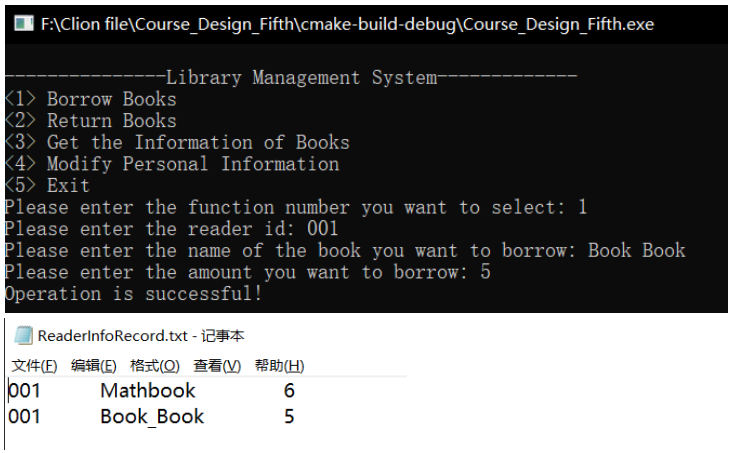 F:\Clion file\Course_Design_Fifth\cmake-build-debug\Course_Design_Fifth.exe
---------------Library Management System-------------
<1> Borrow Books
<2> Return Books
<3> Get the Information of Books
<4> Modify Personal Information
<5> Exit
Please enter the function number you want to select: 1
Please enter the reader id: 001
Please enter the name of the book you want to borrow: Book Book
Please enter the amount you want to borrow: 5
Operation is successful!
ReaderInfoRecord.txt - 记事本
文件(F) 编辑(E) 格式(O) 查看(V) 帮助(H)
001 Mathbook 6
001 Book_Book 5